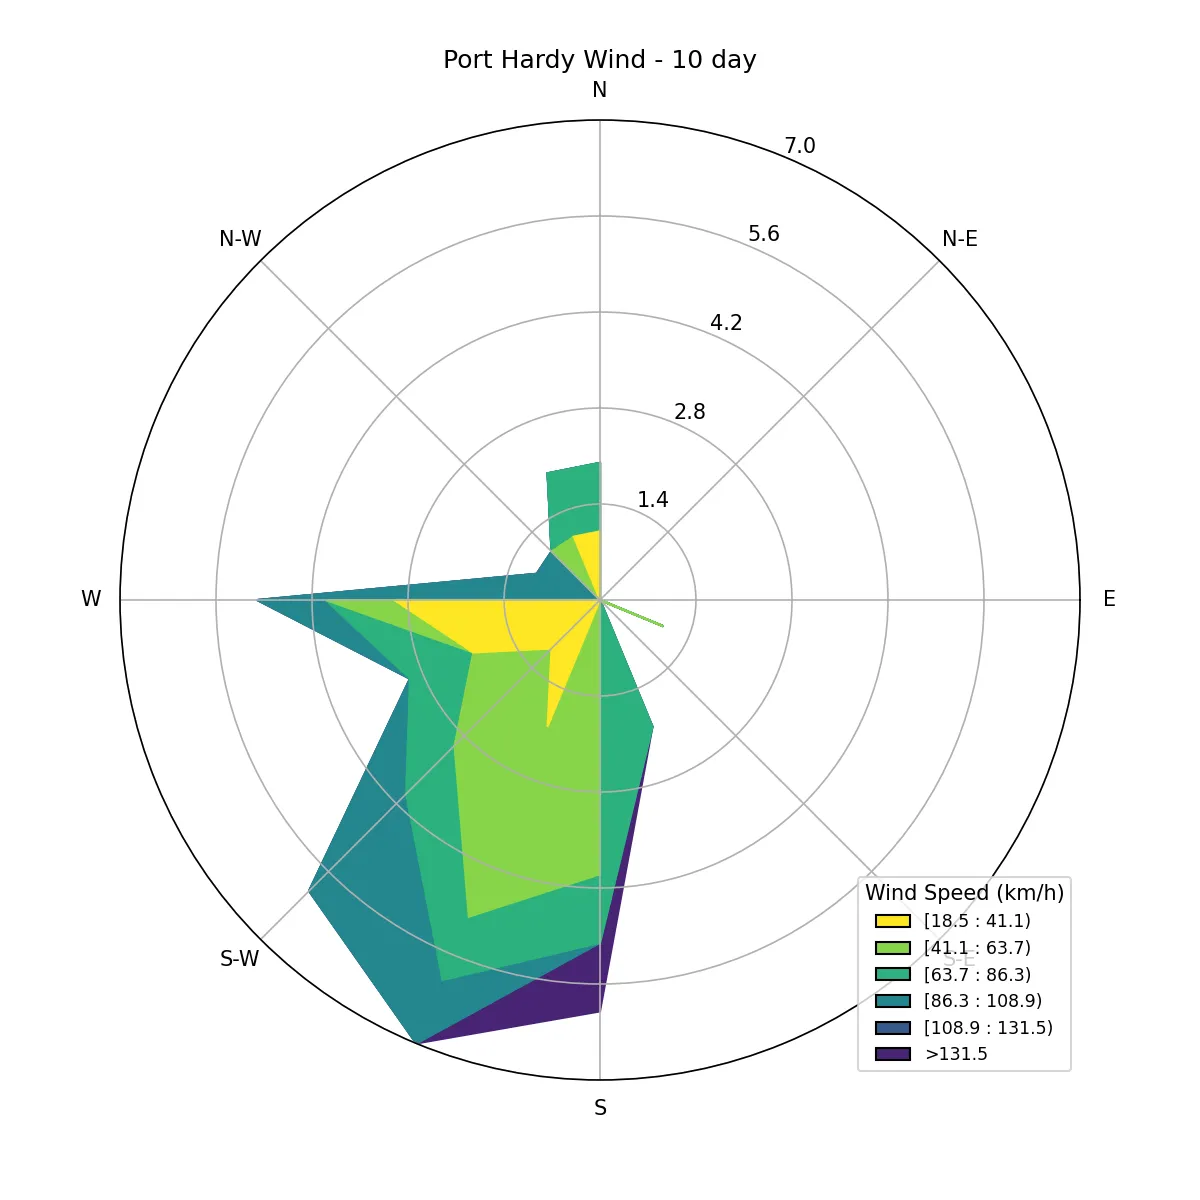 Port Hardy Wind - 10 day
N
7.0
N-W
5.6
N-E
4.2
2.8
1.4
W
E
Wind Speed (km/h)
[18.5 : 41.1)
[41.1 : 63.7)
S-W
S-E
[63.7 : 86.3)
[86.3 : 108.9)
[108.9 : 131.5)
>131.5
S